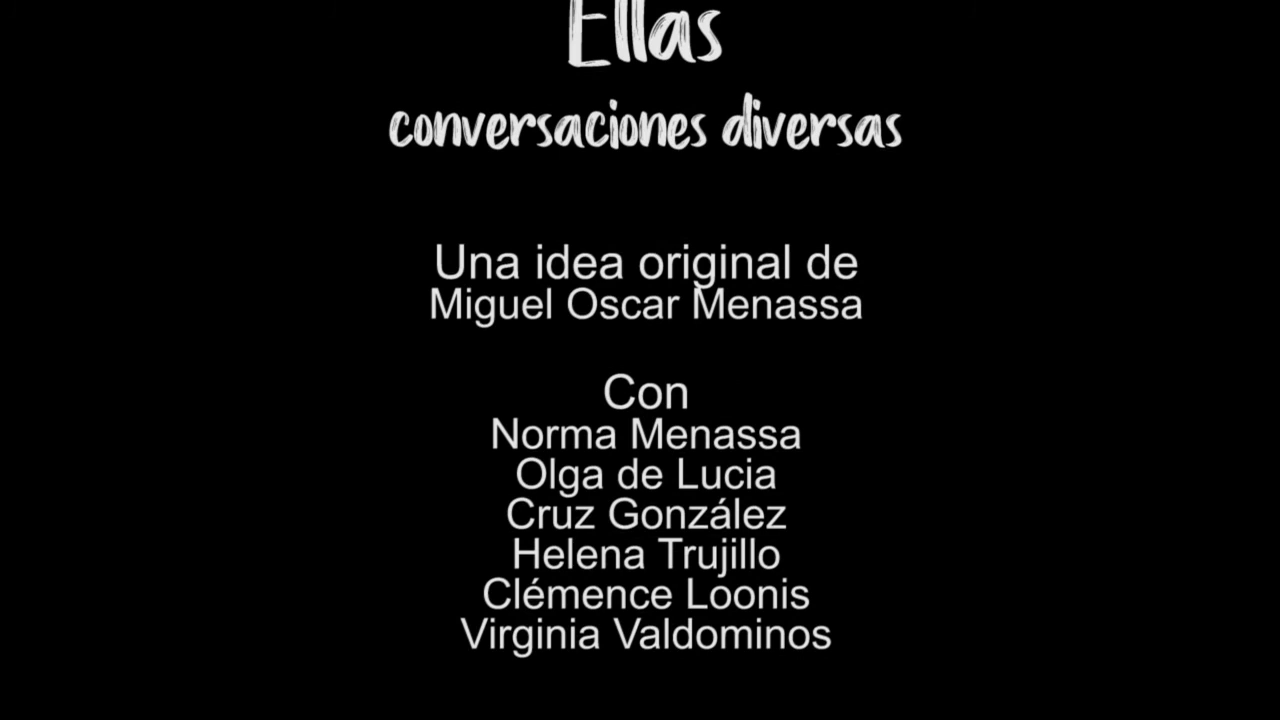 Ellas
conversaciones diversas
Una idea original de
Miguel Oscar Menassa
Con
Norma Menassa
Olga de Lucia
Cruz González
Helena Trujillo
Clémence Loonis
Virginia Valdominos